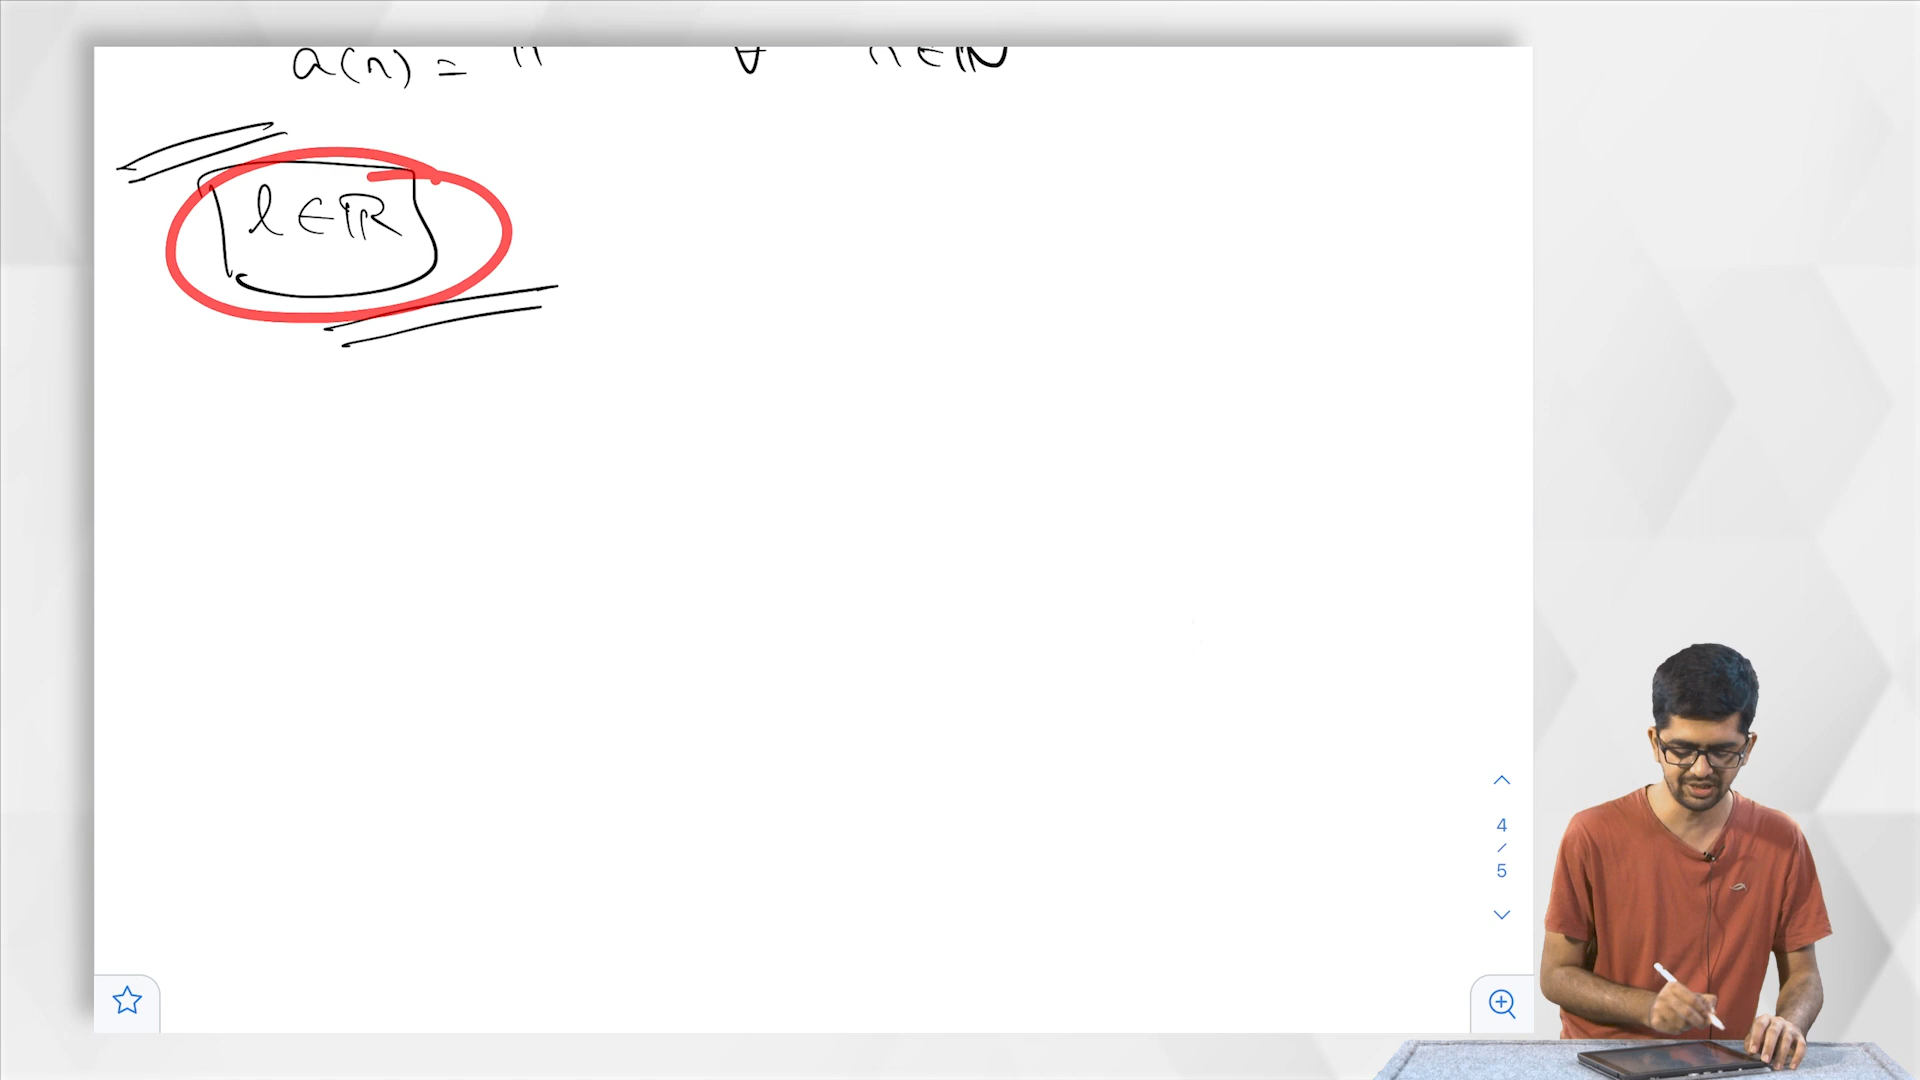 a(n) = n ∀ n ∈ ℕ
l ∈ ℝ
4
/
5